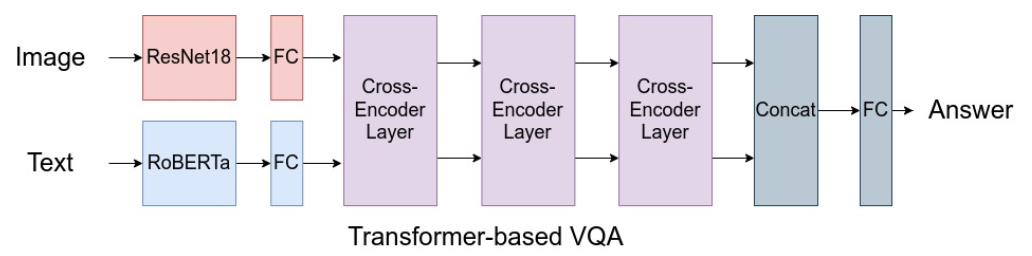 Image
ResNet18
FC
Text
RoBERTa
FC
Cross-
Encoder
Layer
Cross-
Encoder
Layer
Cross-
Encoder
Layer
Concat
FC
Answer
Transformer-based VQA